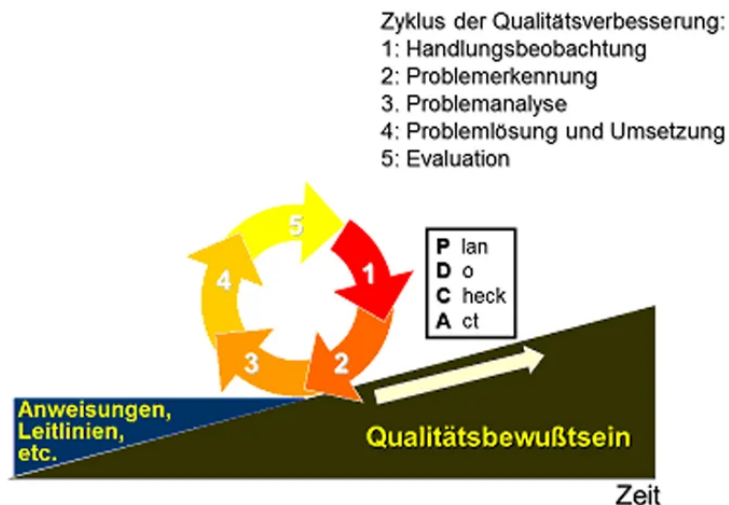 Zyklus der Qualitätsverbesserung:
1: Handlungsbeobachtung
2: Problemerkennung
3. Problemanalyse
4: Problemlösung und Umsetzung
5: Evaluation
5
1
4
3
2
P lan
D o
C heck
A ct
Anweisungen,
Leitlinien,
etc.
Qualitätsbewußtsein
Zeit